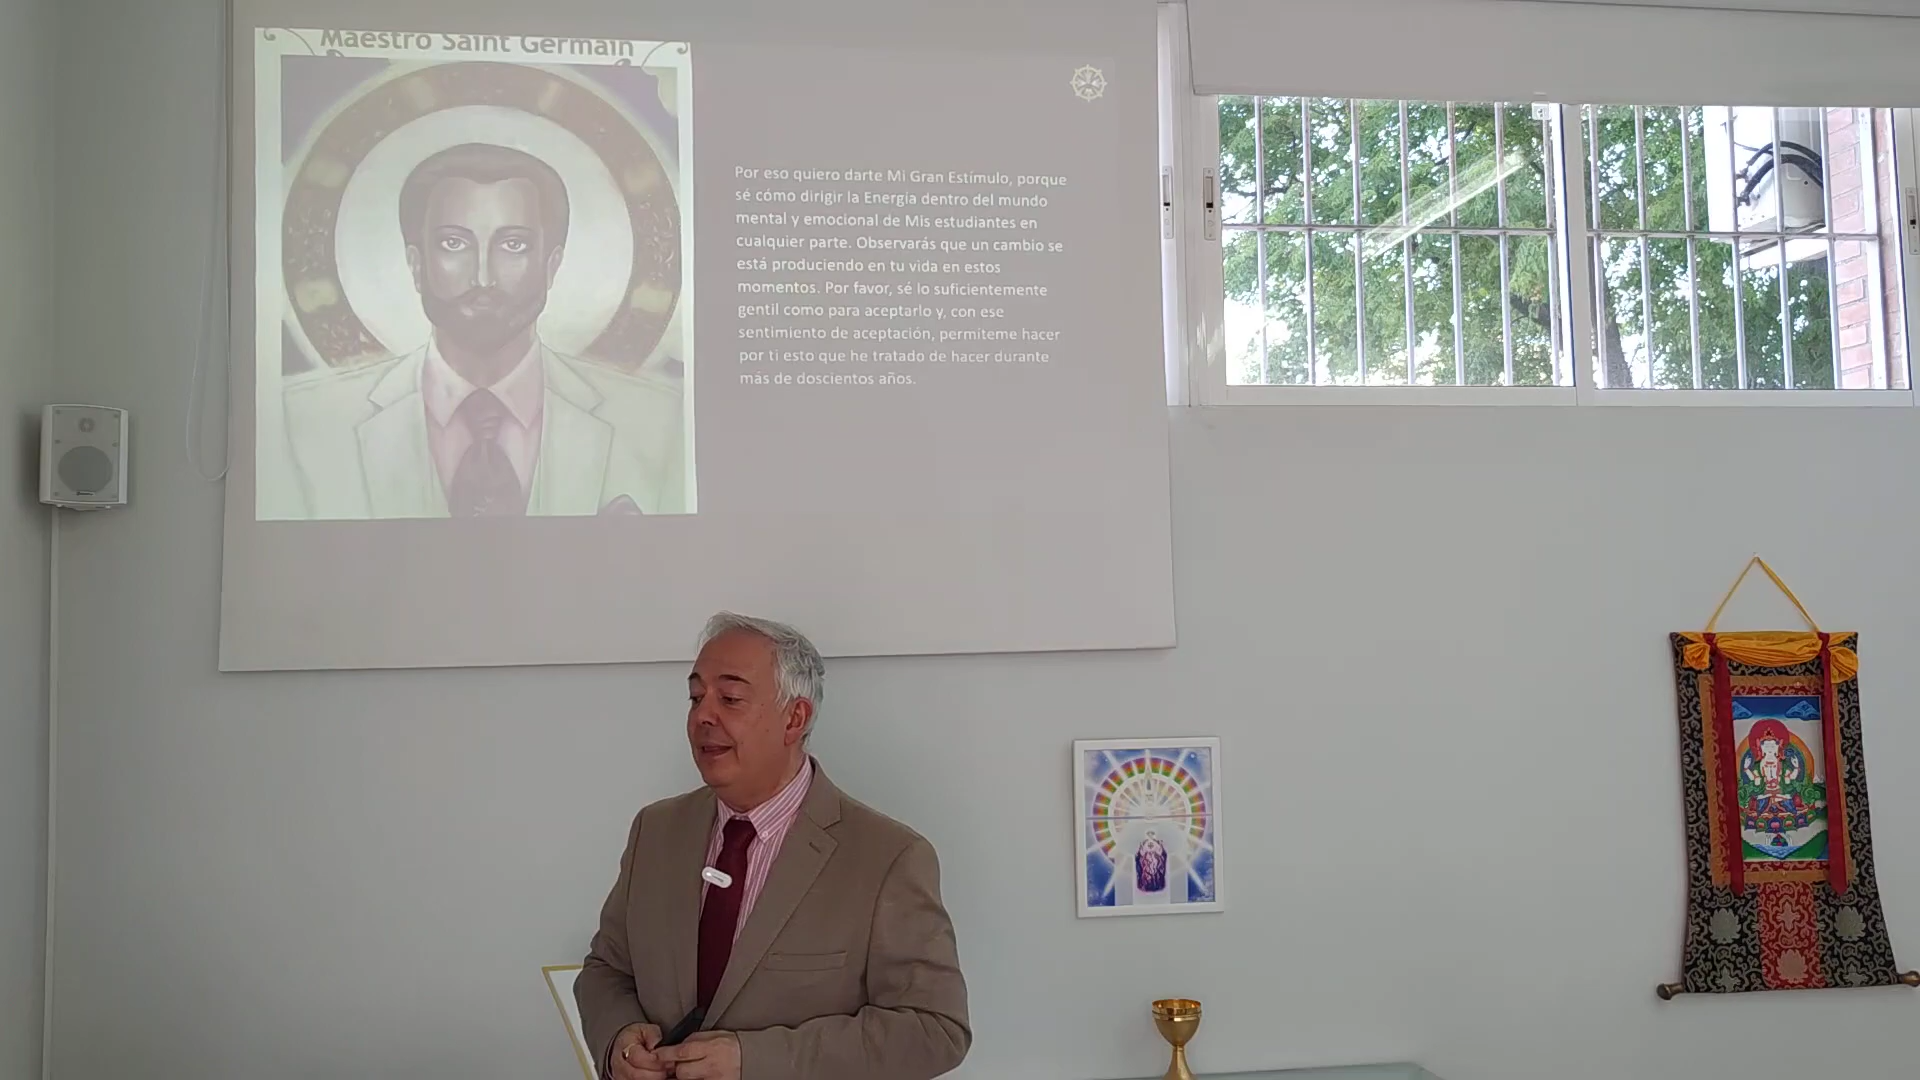 Maestro Saint Germain
Por eso quiero darte Mi Gran Estímulo, porque
sé cómo dirigir la Energía dentro del mundo
mental y emocional de Mis estudiantes en
cualquier parte. Observarás que un cambio se
está produciendo en tu vida en estos
momentos. Por favor, sé lo suficientemente
gentil como para aceptarlo y, con ese
sentimiento de aceptación, permíteme hacer
por ti esto que he tratado de hacer durante
más de doscientos años.